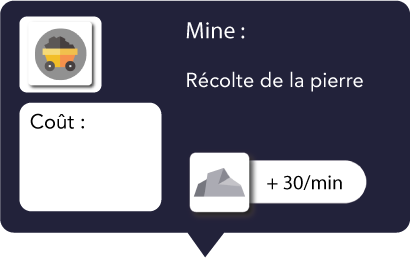 Mine :
Récolte de la pierre
Coût :
+ 30/min